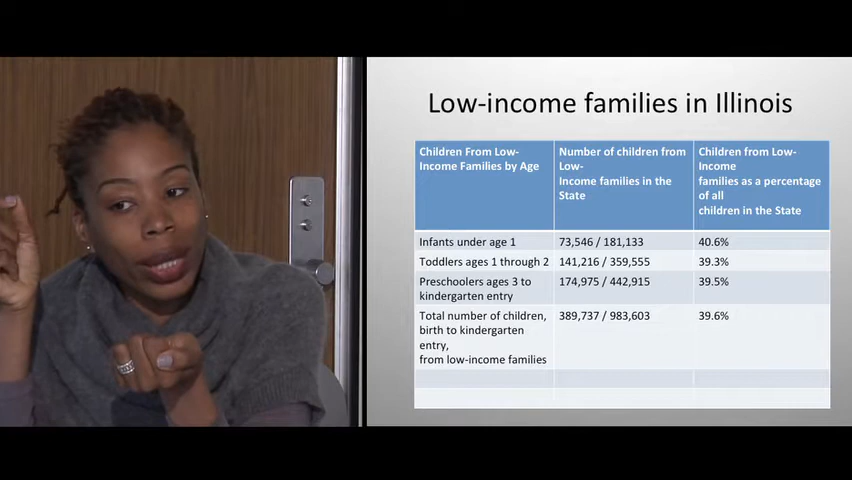 Low-income families in Illinois
Children From Low-
Income Families by Age
Number of children from
Low-
Income families in the
State
Children from Low-
Income
families as a percentage
of all
children in the State
Infants under age 1
73,546 / 181,133
40.6%
Toddlers ages 1 through 2
141,216 / 359,555
39.3%
Preschoolers ages 3 to
kindergarten entry
174,975 / 442,915
39.5%
Total number of children,
birth to kindergarten
entry,
from low-income families
389,737 / 983,603
39.6%